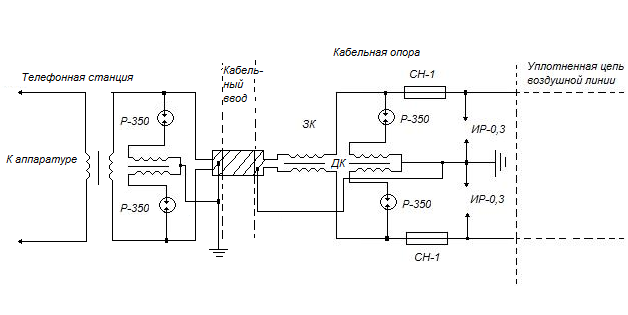 Кабельная опора
Телефонная станция
Кабель-
ный
ввод
Уплотненная цепь
воздушной линии
СН-1
Р-350
ЗК
Р-350
ИР-0,3
К аппаратуре
ДК
Р-350
Р-350
ИР-0,3
СН-1